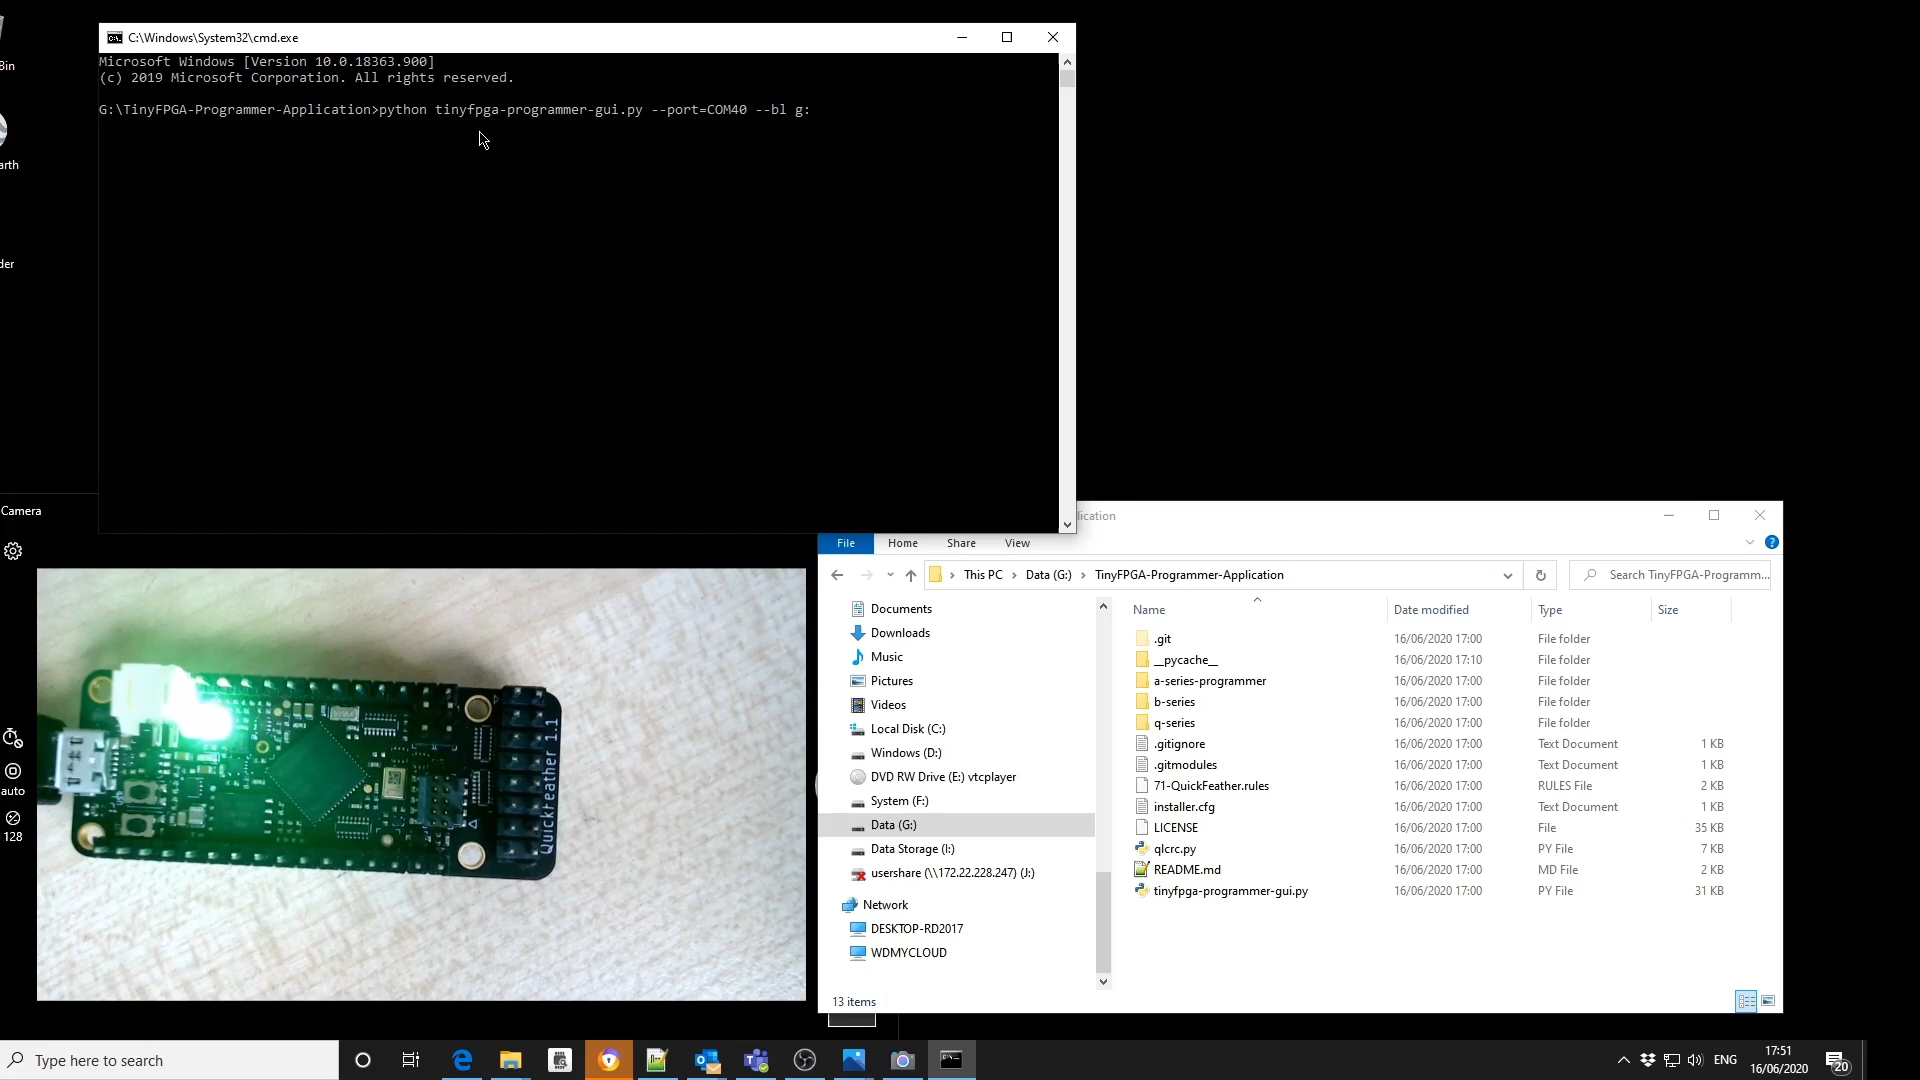 C:\Windows\System32\cmd.exe
Microsoft Windows [Version 10.0.18363.900]
(c) 2019 Microsoft Corporation. All rights reserved.
G:\TinyFPGA-Programmer-Application>python tinyfpga-programmer-gui.py --port=COM40 --bl g:
Bin
arth
der
Camera
auto
128
QuickFeather 1.1
lication
File Home Share View
This PC Data (G:) TinyFPGA-Programmer-Application Search TinyFPGA-Programm...
Documents
Downloads
Music
Pictures
Videos
Local Disk (C:)
Windows (D:)
DVD RW Drive (E:) vtcplayer
System (F:)
Data (G:)
Data Storage (I:)
usershare (\\172.22.228.247) (J:)
Network
DESKTOP-RD2017
WDMYCLOUD
Name Date modified Type Size
.git 16/06/2020 17:00 File folder
__pycache__ 16/06/2020 17:10 File folder
a-series-programmer 16/06/2020 17:00 File folder
b-series 16/06/2020 17:00 File folder
q-series 16/06/2020 17:00 File folder
.gitignore 16/06/2020 17:00 Text Document 1 KB
.gitmodules 16/06/2020 17:00 Text Document 1 KB
71-QuickFeather.rules 16/06/2020 17:00 RULES File 2 KB
installer.cfg 16/06/2020 17:00 Text Document 1 KB
LICENSE 16/06/2020 17:00 File 35 KB
qlcrc.py 16/06/2020 17:00 PY File 7 KB
README.md 16/06/2020 17:00 MD File 2 KB
tinyfpga-programmer-gui.py 16/06/2020 17:00 PY File 31 KB
13 items
Type here to search
ENG
17:51
16/06/2020
20